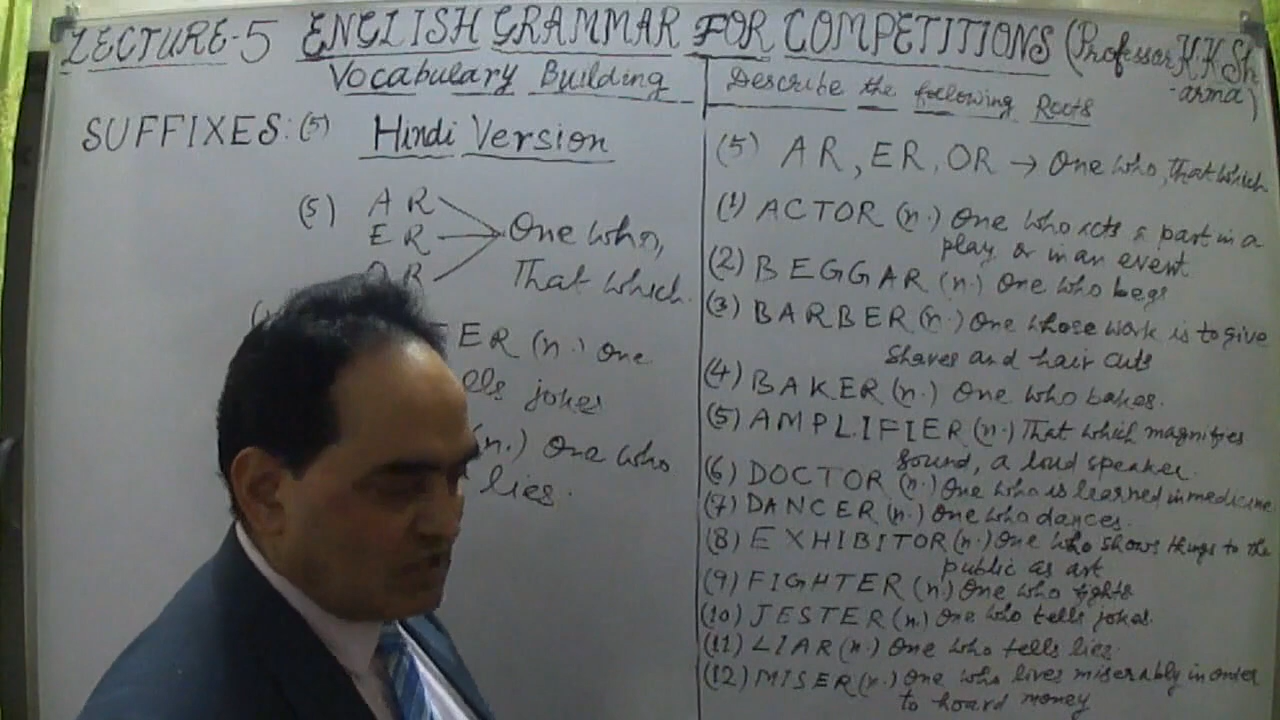 LECTURE-5 ENGLISH GRAMMAR FOR COMPETITIONS (Professor K.K.Sh
-arma)
Vocabulary Building
SUFFIXES: (5) Hindi Version
(5) AR
ER
OR
One who,
That which.
ER (n.) One
ells jokes
(n.) One who
lies.
Describe the following Roots
(5) AR, ER, OR → One who, That which
(1) ACTOR (n.) One who acts a part in a
play or in an event
(2) BEGGAR (n.) One who begs
(3) BARBER (n.) One whose work is to give
shaves and hair cuts
(4) BAKER (n.) One who bakes.
(5) AMPLIFIER (n.) That which magnifies
sound, a loud speaker.
(6) DOCTOR (n.) One who is learned in medicine
(7) DANCER (n.) One who dances.
(8) EXHIBITOR (n.) One who shows things to the
public as art
(9) FIGHTER (n.) One who fights
(10) JESTER (n.) One who tells jokes.
(11) LIAR (n.) One who tells lies.
(12) MISER (n.) One who lives miserably in order
to hoard money